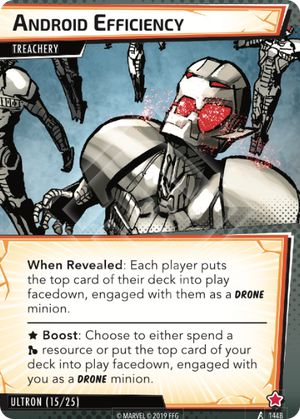 ANDROID EFFICIENCY
TREACHERY
When Revealed: Each player puts
the top card of their deck into play
facedown, engaged with them as a DRONE
minion.
★ Boost: Choose to either spend a
resource or put the top card of your
deck into play facedown, engaged with
you as a DRONE minion.
ULTRON (15/25)
© MARVEL © 2019 FFG
144B